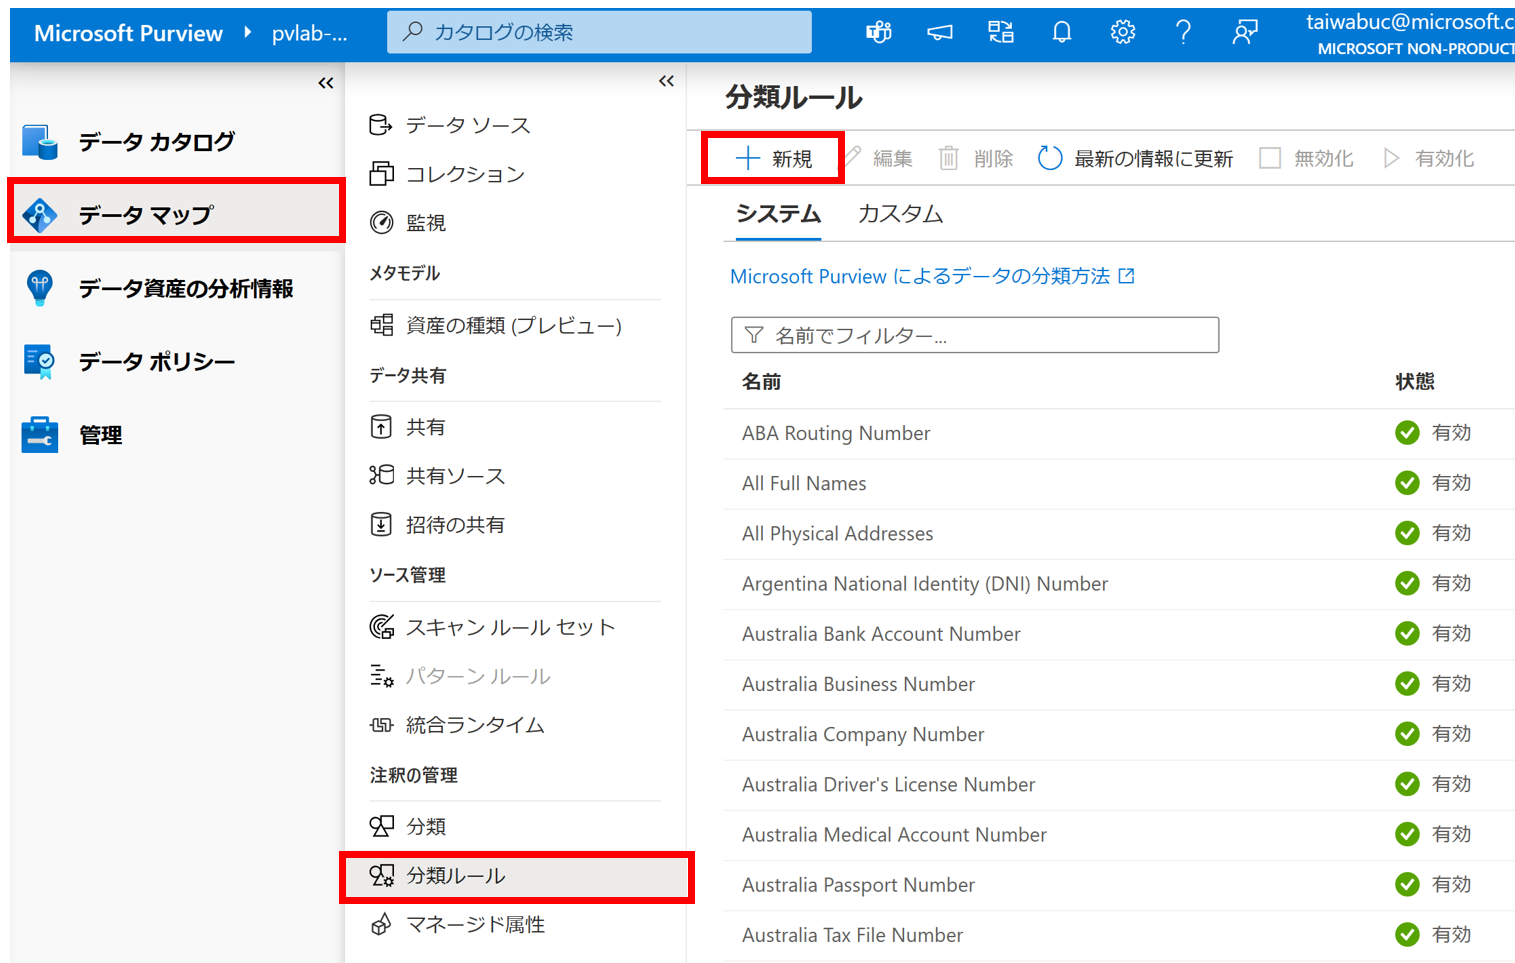 Microsoft Purview
pvlab-...
カタログの検索
taiwabuc@microsoft.c
MICROSOFT NON-PRODUCT
データ カタログ
データ マップ
データ資産の分析情報
データ ポリシー
管理
データ ソース
コレクション
監視
メタモデル
資産の種類 (プレビュー)
データ共有
共有
共有ソース
招待の共有
ソース管理
スキャン ルール セット
パターン ルール
統合ランタイム
注釈の管理
分類
分類ルール
マネージド属性
分類ルール
新規 編集 削除 最新の情報に更新 無効化 有効化
システム カスタム
Microsoft Purview によるデータの分類方法
名前でフィルター...
名前 状態
ABA Routing Number 有効
All Full Names 有効
All Physical Addresses 有効
Argentina National Identity (DNI) Number 有効
Australia Bank Account Number 有効
Australia Business Number 有効
Australia Company Number 有効
Australia Driver's License Number 有効
Australia Medical Account Number 有効
Australia Passport Number 有効
Australia Tax File Number 有効